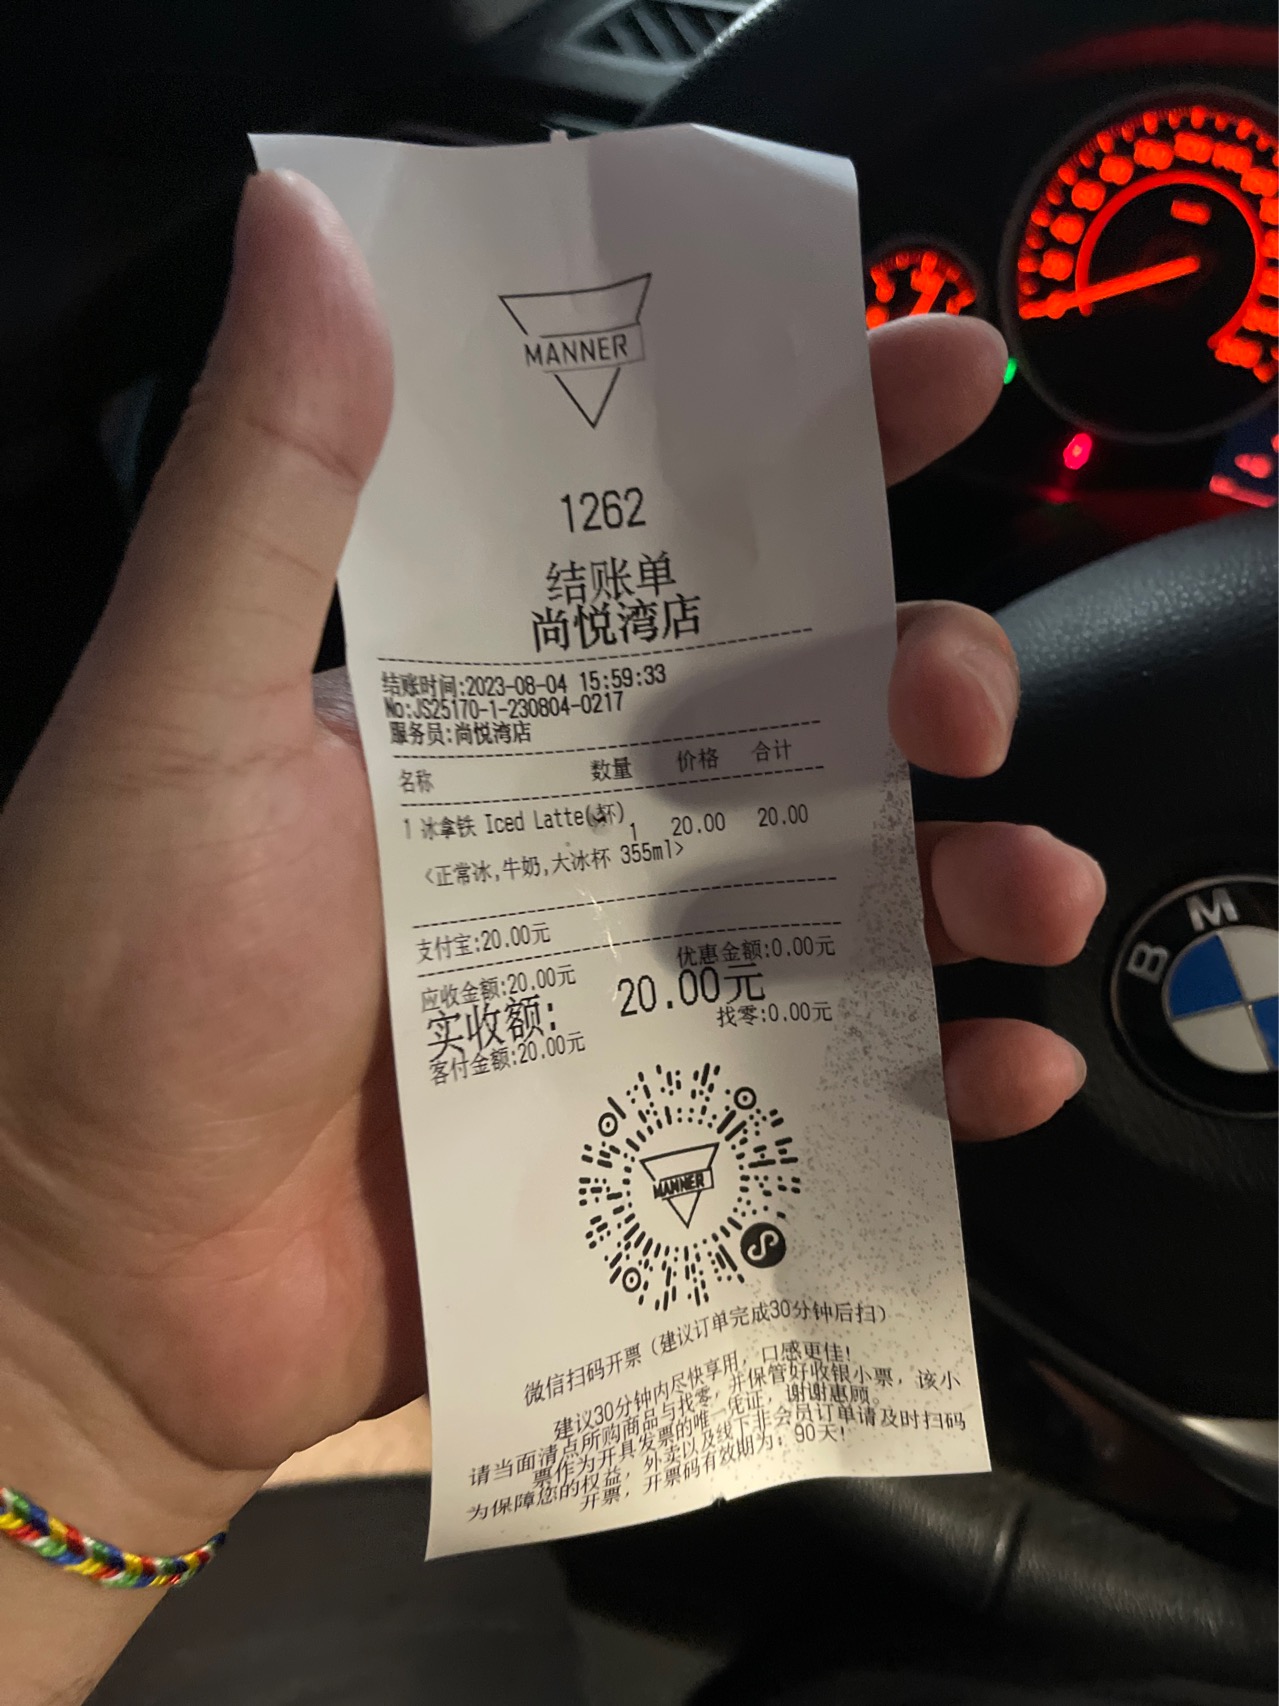 MANNER
1262
结账单
尚悦湾店
结账时间:2023-08-04 15:59:33
No:JS25170-1-230804-0217
服务员:尚悦湾店
名称 数量 价格 合计
1 冰拿铁 Iced Latte( 杯) 1 20.00 20.00
<正常冰,牛奶,大冰杯 355ml>
支付宝:20.00元
应收金额:20.00元 优惠金额:0.00元
实收额: 20.00元
客付金额:20.00元 找零:0.00元
MANNER
微信扫码开票（建议订单完成30分钟后扫）
建议30分钟内尽快享用，口感更佳！
请当面清点所购商品与找零，并保管好收银小票，该小
票作为开具发票的唯一凭证，谢谢惠顾。
为保障您的权益，外卖以及线下非会员订单请及时扫码
开票，开票码有效期为：90天！
B M